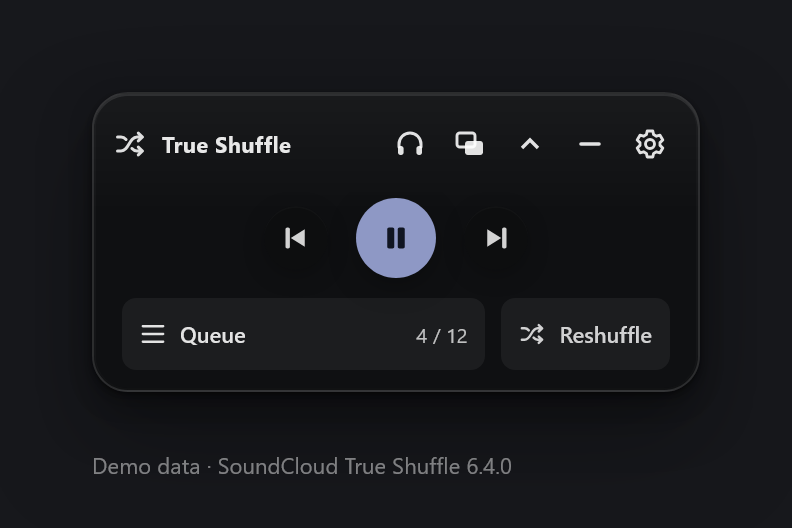 True Shuffle
Queue 4 / 12 Reshuffle
Demo data · SoundCloud True Shuffle 6.4.0